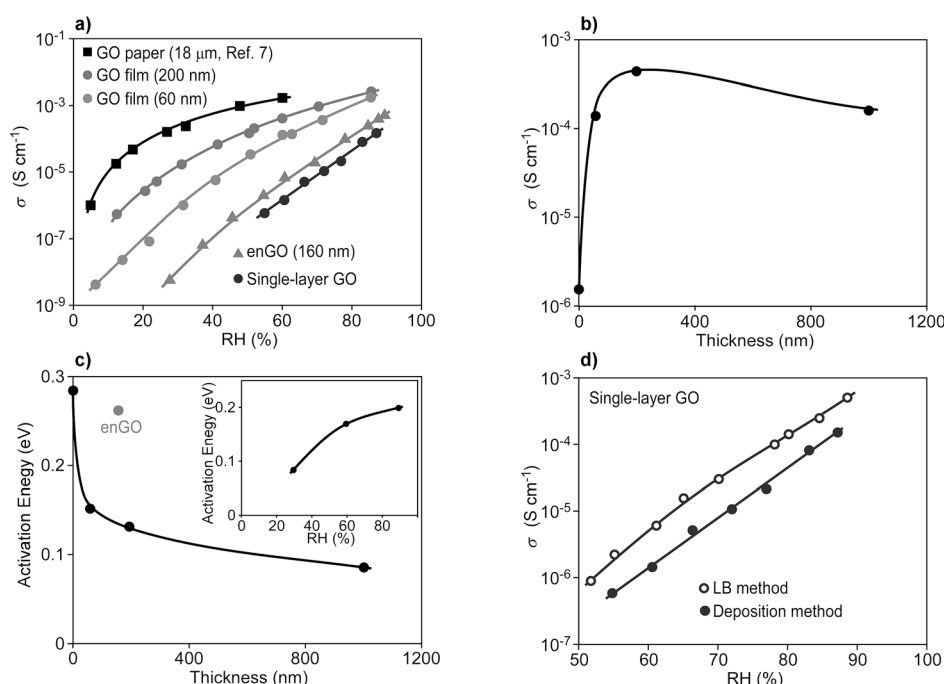 a)
10⁻¹
10⁻³
10⁻⁵
10⁻⁷
10⁻⁹
σ (S cm⁻¹)
GO paper (18 μm, Ref. 7)
GO film (200 nm)
GO film (60 nm)
enGO (160 nm)
Single-layer GO
0 20 40 60 80 100
RH (%)
b)
10⁻³
10⁻⁴
10⁻⁵
10⁻⁶
σ (S cm⁻¹)
0 400 800 1200
Thickness (nm)
c)
0.3
0.2
0.1
0
Activation Energy (eV)
enGO
0 400 800 1200
Thickness (nm)
0.2
0.1
0
Activation Energy (eV)
0 20 40 60 80
RH (%)
d)
Single-layer GO
10⁻³
10⁻⁴
10⁻⁵
10⁻⁶
10⁻⁷
σ (S cm⁻¹)
LB method
Deposition method
50 60 70 80 90 100
RH (%)